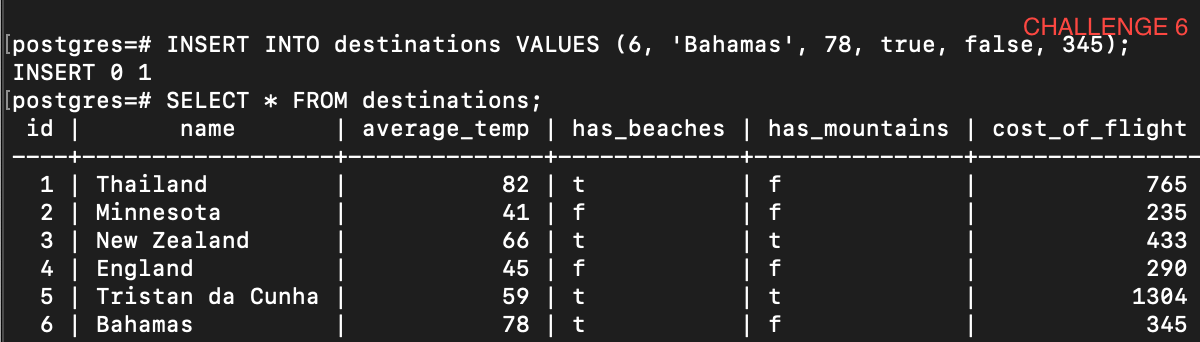 CHALLENGE 6
[postgres=# INSERT INTO destinations VALUES (6, 'Bahamas', 78, true, false, 345);
INSERT 0 1
[postgres=# SELECT * FROM destinations;
 id |       name        | average_temp | has_beaches | has_mountains | cost_of_flight
----+-------------------+--------------+-------------+---------------+----------------
  1 | Thailand          |           82 | t           | f             |            765
  2 | Minnesota         |           41 | f           | f             |            235
  3 | New Zealand       |           66 | t           | t             |            433
  4 | England           |           45 | f           | f             |            290
  5 | Tristan da Cunha  |           59 | t           | t             |           1304
  6 | Bahamas           |           78 | t           | f             |            345